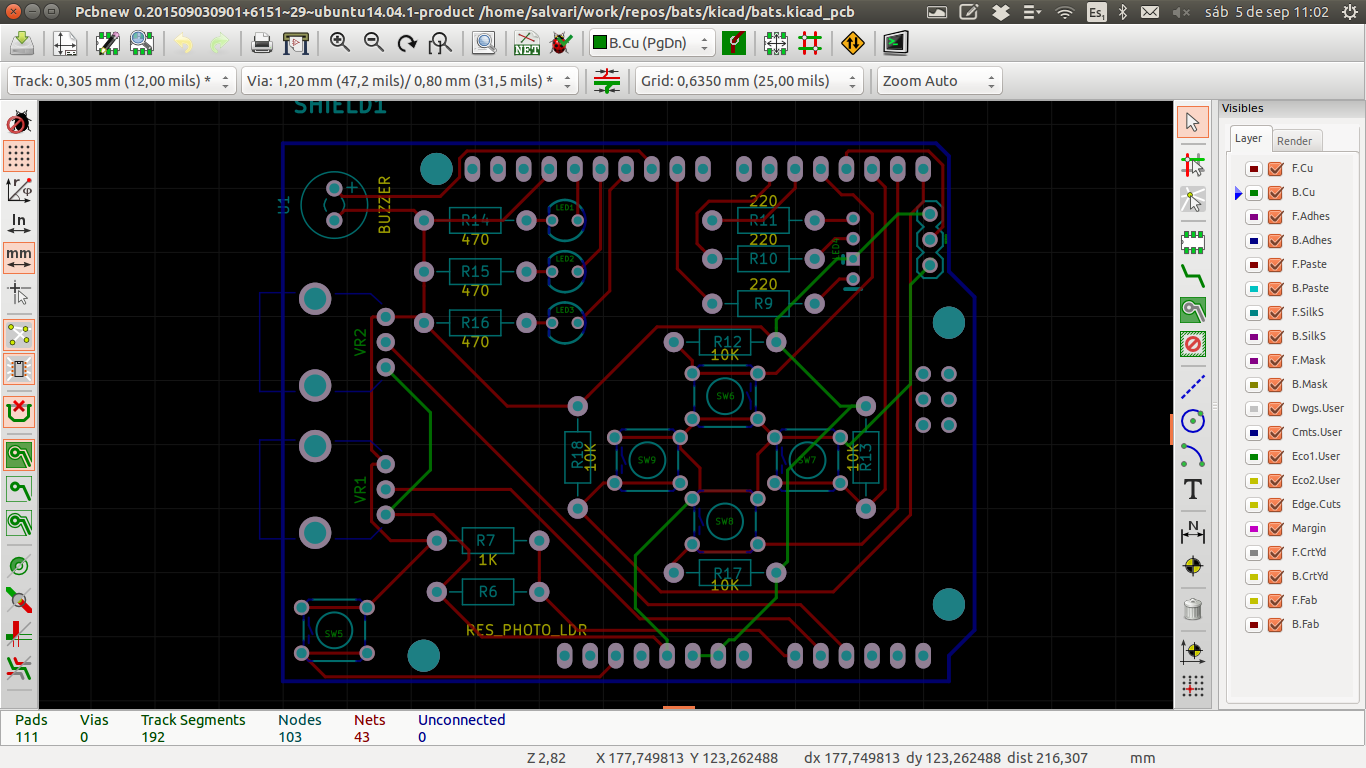 Pcbnew 0.201509030901+6151~29~ubuntu14.04.1-product /home/salvari/work/repos/bats/kicad/bats.kicad_pcb
Es1
sáb 5 de sep 11:02
NET
B.Cu (PgDn)
Track: 0,305 mm (12,00 mils) *
Via: 1,20 mm (47,2 mils)/ 0,80 mm (31,5 mils) *
Grid: 0,6350 mm (25,00 mils)
Zoom Auto
In
mm
SHIELD1
U1
+
BUZZER
R14
470
LED1
R15
470
LED2
R16
470
LED3
220
R11
220
R10
220
R9
LED4
VR2
VR1
R12
10K
SW6
R18
10K
SW9
SW7
10K
R13
SW8
R17
10K
R7
1K
R6
RES_PHOTO_LDR
SW5
T
N
Visibles
Layer
Render
F.Cu
B.Cu
F.Adhes
B.Adhes
F.Paste
B.Paste
F.SilkS
B.SilkS
F.Mask
B.Mask
Dwgs.User
Cmts.User
Eco1.User
Eco2.User
Edge.Cuts
Margin
F.CrtYd
B.CrtYd
F.Fab
B.Fab
Pads Vias Track Segments Nodes Nets Unconnected
111 0 192 103 43 0
Z 2,82 X 177,749813 Y 123,262488 dx 177,749813 dy 123,262488 dist 216,307 mm